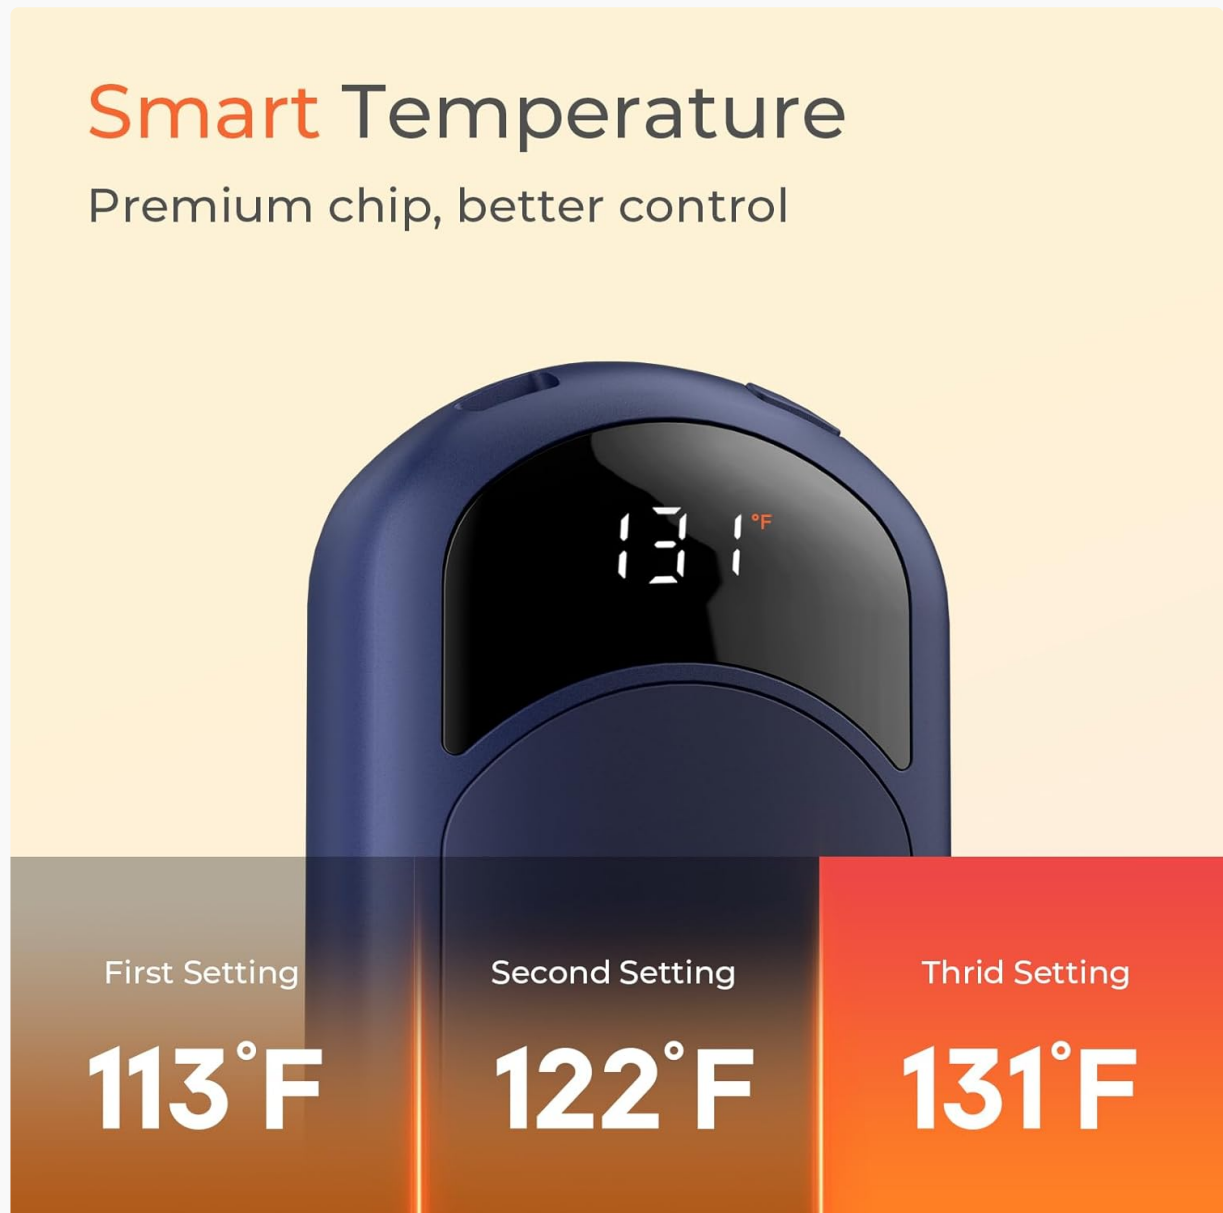 Smart Temperature
Premium chip, better control
131 °F
First Setting
113°F
Second Setting
122°F
Thrid Setting
131°F